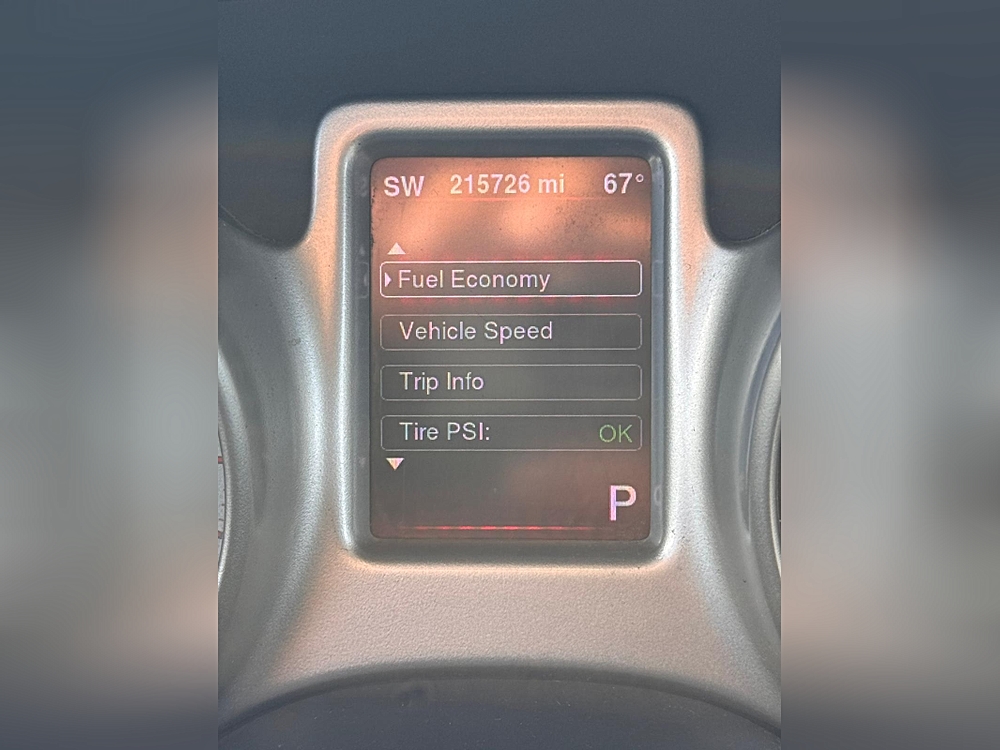 SW 215726 mi 67°
Fuel Economy
Vehicle Speed
Trip Info
Tire PSI: OK
P